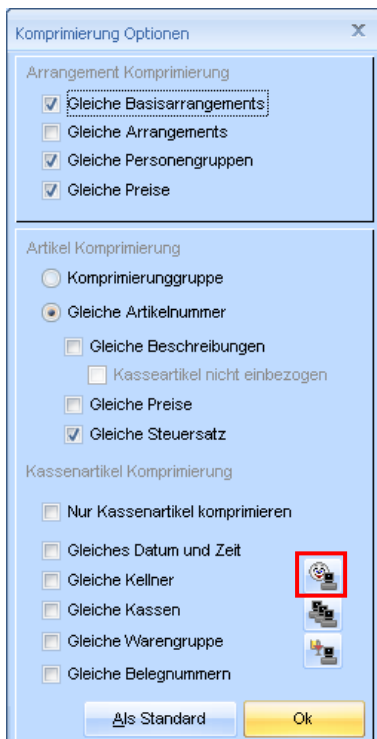 Komprimierung Optionen
Arrangement Komprimierung
Gleiche Basisarrangements
Gleiche Arrangements
Gleiche Personengruppen
Gleiche Preise
Artikel Komprimierung
Komprimierunggruppe
Gleiche Artikelnummer
Gleiche Beschreibungen
Kasseartikel nicht einbezogen
Gleiche Preise
Gleiche Steuersatz
Kassenartikel Komprimierung
Nur Kassenartikel komprimieren
Gleiches Datum und Zeit
Gleiche Kellner
Gleiche Kassen
Gleiche Warengruppe
Gleiche Belegnummern
Als Standard Ok